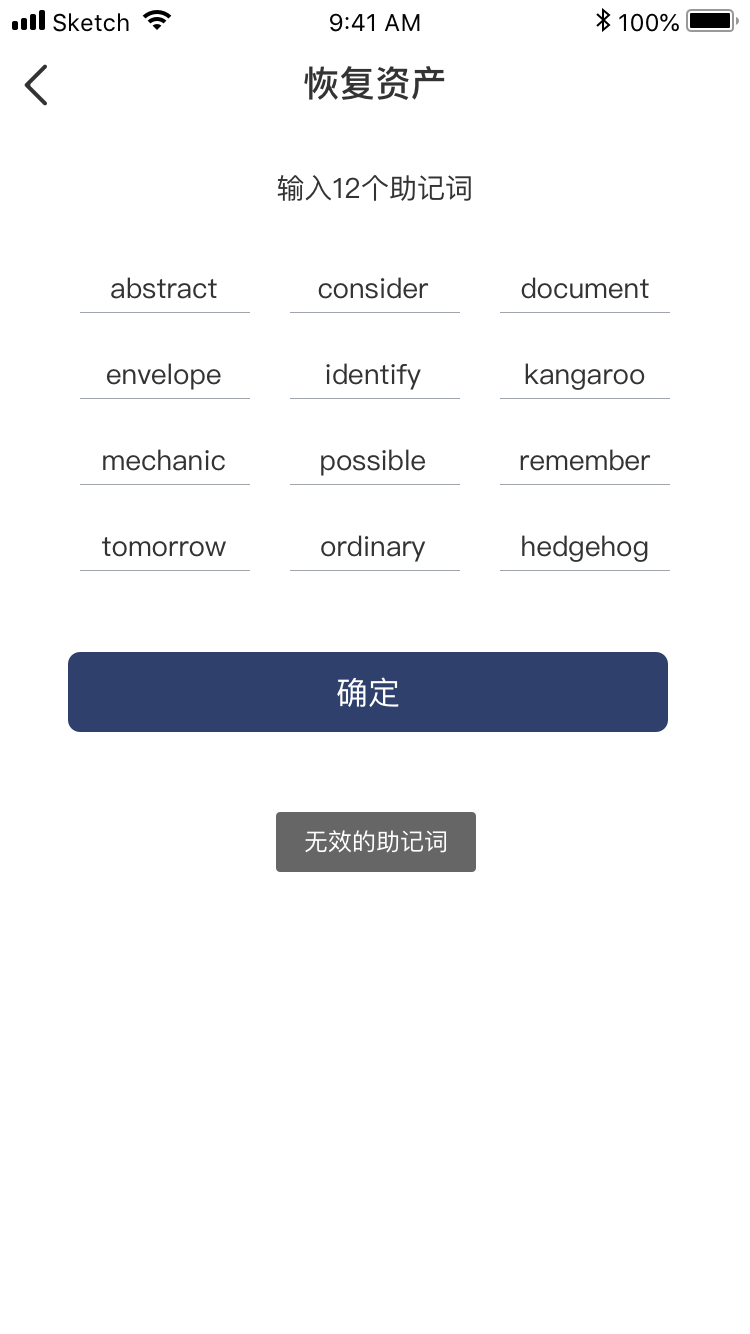 Sketch 9:41 AM 100%
恢复资产
输入12个助记词
abstract consider document
envelope identify kangaroo
mechanic possible remember
tomorrow ordinary hedgehog
确定
无效的助记词